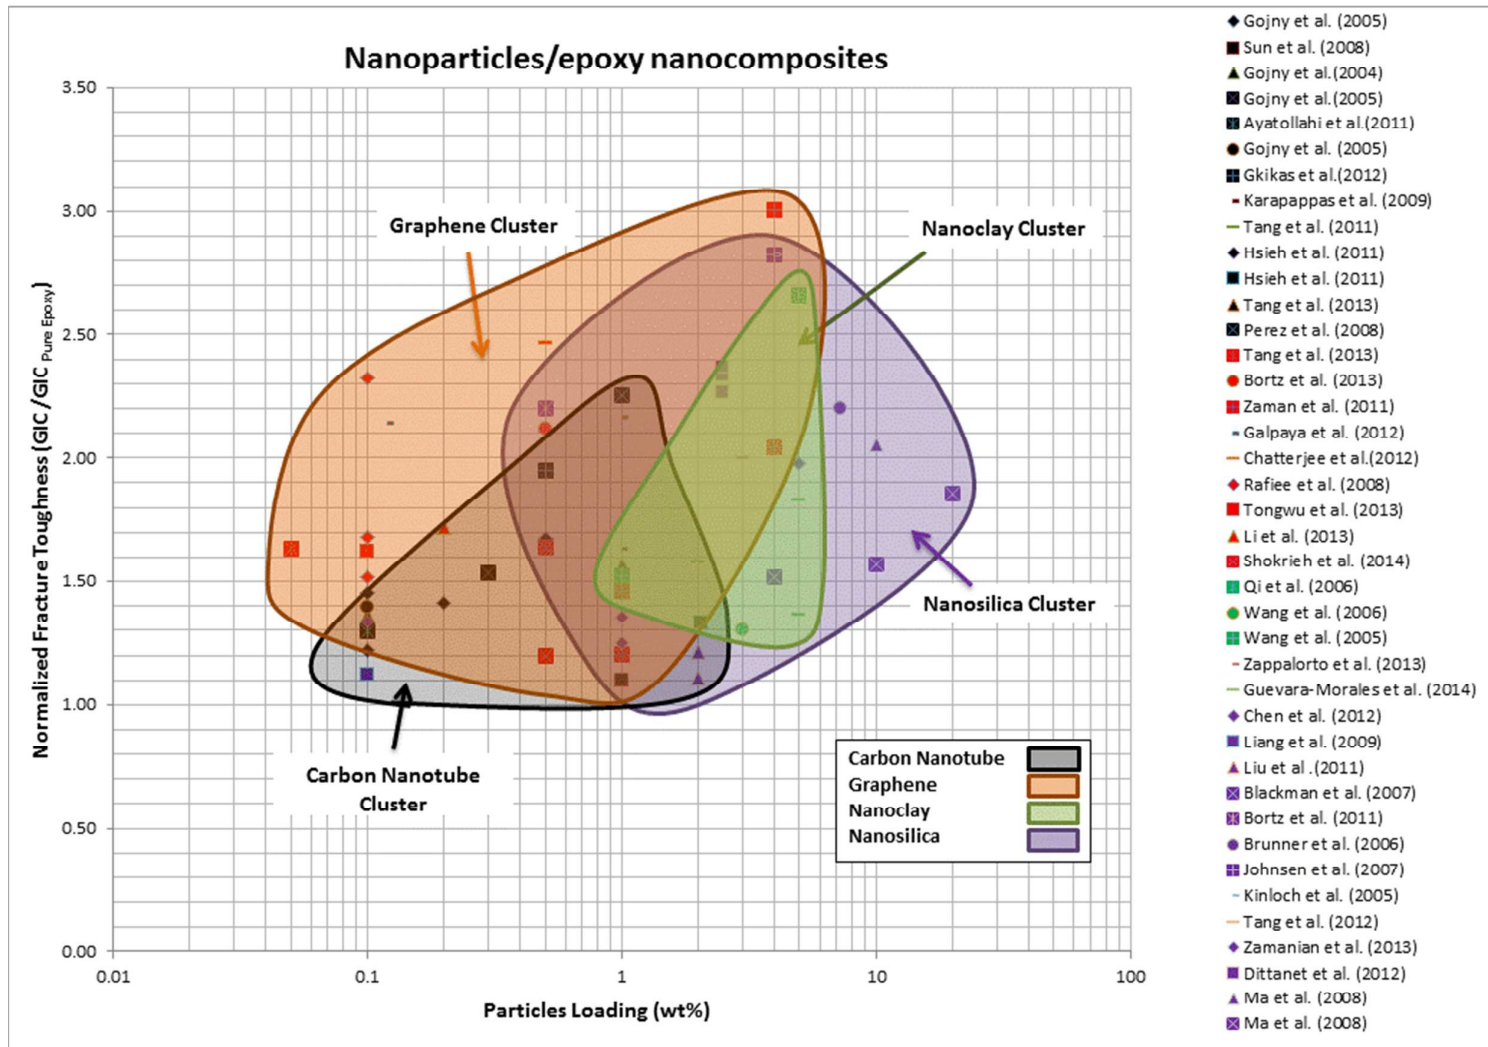 Nanoparticles/epoxy nanocomposites
Normalized Fracture Toughness (GIC /GIC Pure Epoxy)
3.50
3.00
2.50
2.00
1.50
1.00
0.50
0.00
0.01
0.1
1
10
100
Particles Loading (wt%)
Graphene Cluster
Nanoclay Cluster
Nanosilica Cluster
Carbon Nanotube
Cluster
Carbon Nanotube
Graphene
Nanoclay
Nanosilica
Gojny et al. (2005)
Sun et al. (2008)
Gojny et al.(2004)
Gojny et al.(2005)
Ayatollahi et al.(2011)
Gojny et al. (2005)
Gkikas et al.(2012)
Karapappas et al. (2009)
Tang et al. (2011)
Hsieh et al. (2011)
Hsieh et al. (2011)
Tang et al. (2013)
Perez et al. (2008)
Tang et al. (2013)
Bortz et al. (2013)
Zaman et al. (2011)
Galpaya et al. (2012)
Chatterjee et al.(2012)
Rafiee et al. (2008)
Tongwu et al. (2013)
Li et al. (2013)
Shokrieh et al. (2014)
Qi et al. (2006)
Wang et al. (2006)
Wang et al. (2005)
Zappalorto et al. (2013)
Guevara-Morales et al. (2014)
Chen et al. (2012)
Liang et al. (2009)
Liu et al .(2011)
Blackman et al. (2007)
Bortz et al. (2011)
Brunner et al. (2006)
Johnsen et al. (2007)
Kinloch et al. (2005)
Tang et al. (2012)
Zamanian et al. (2013)
Dittanet et al. (2012)
Ma et al. (2008)
Ma et al. (2008)